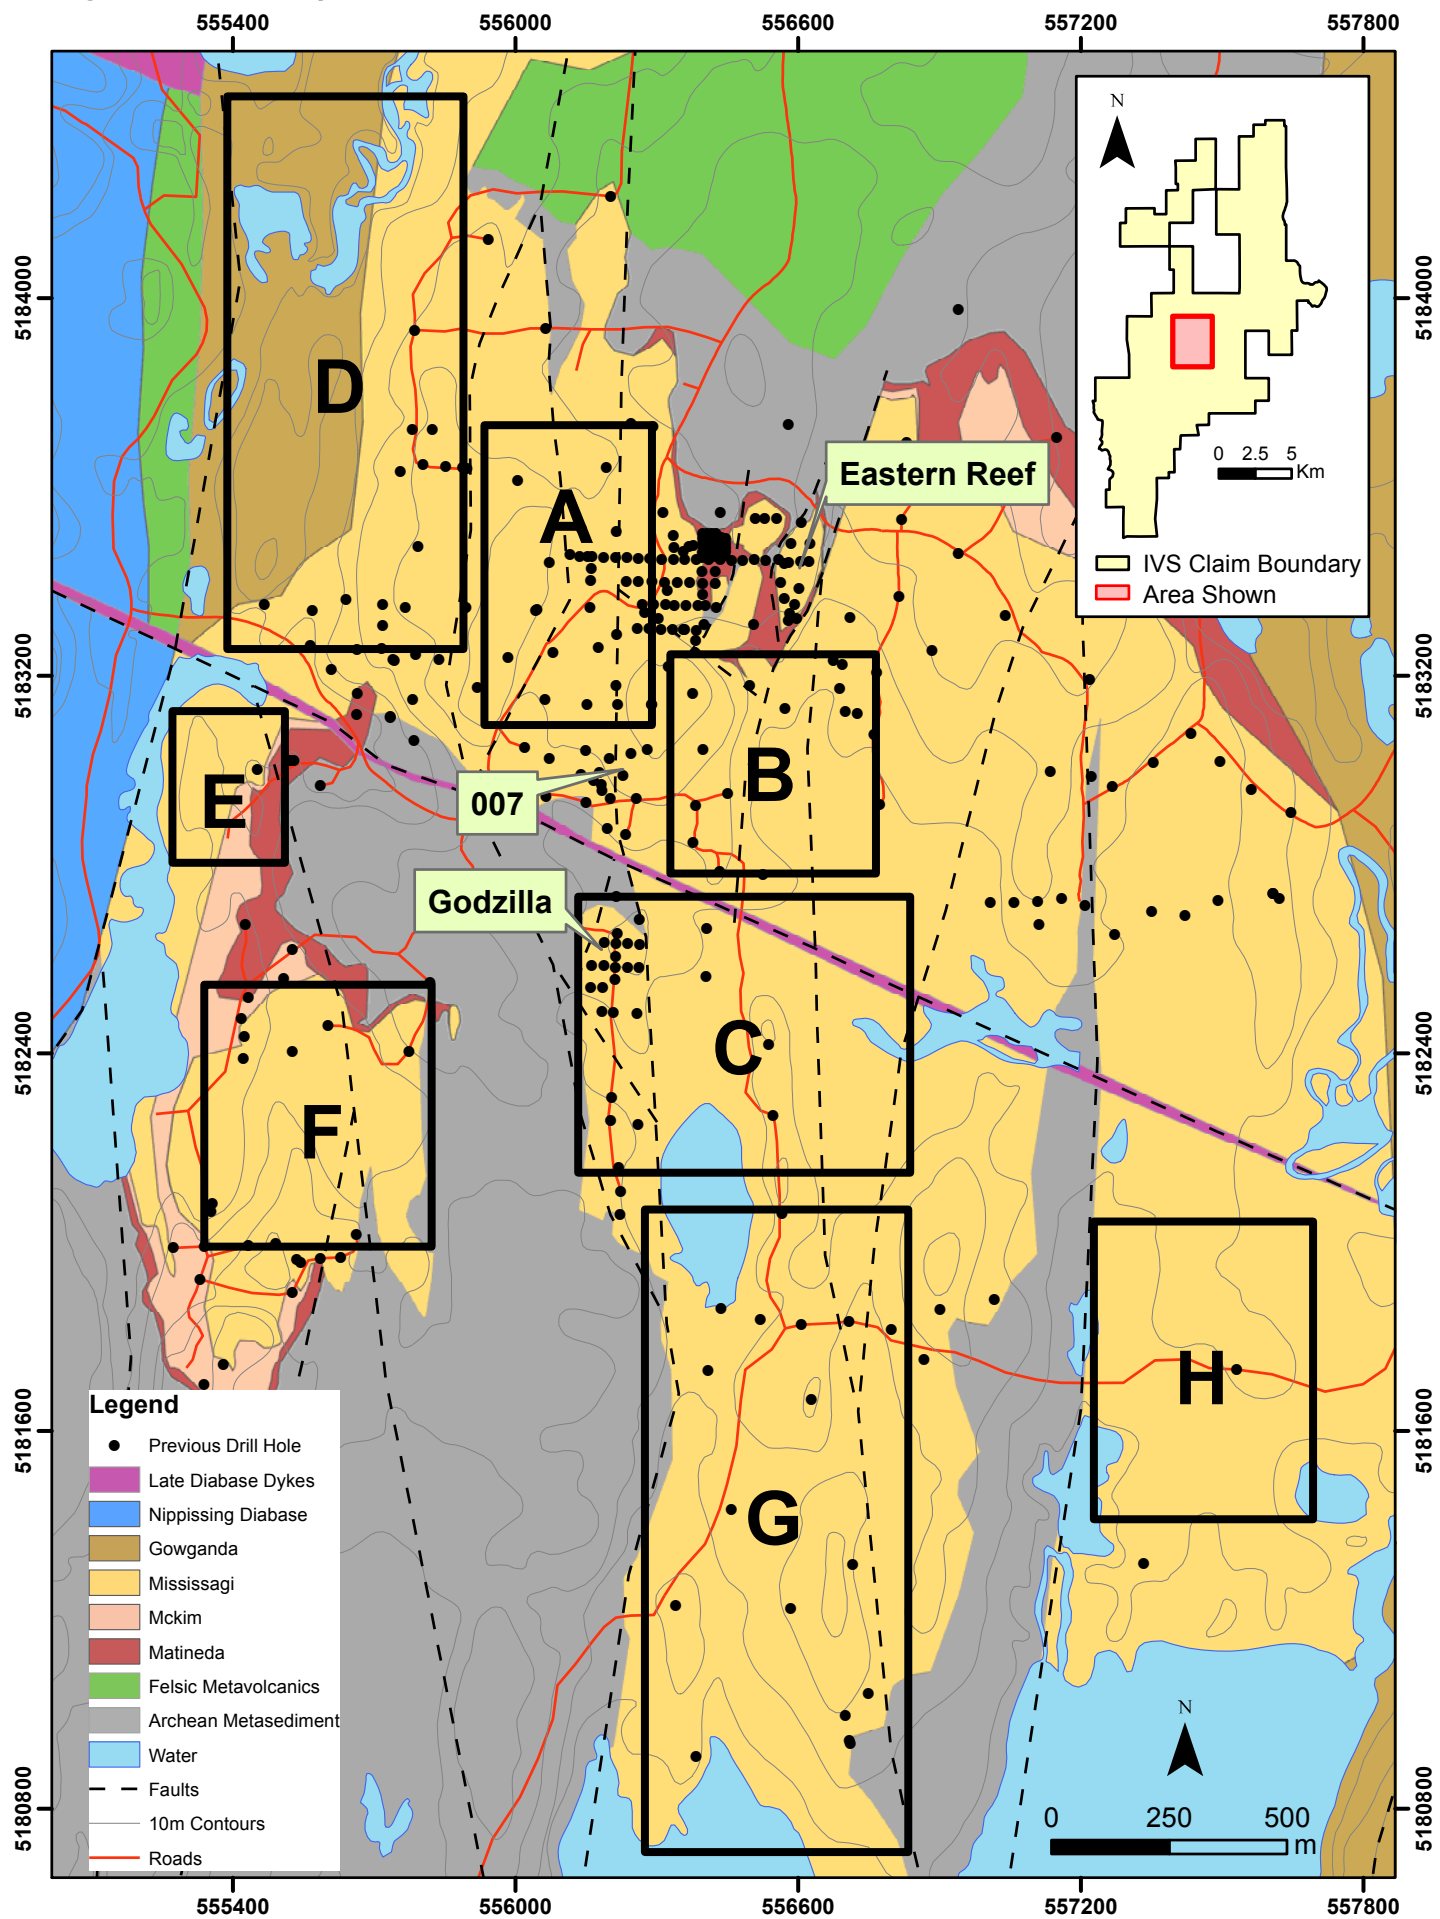 555400 556000 556600 557200 557800
N
0 2.5 5
Km
IVS Claim Boundary
Area Shown
5184000 5184000
D
A
Eastern Reef
5183200 5183200
E
B
007
Godzilla
C
5182400 5182400
F
H
Legend
Previous Drill Hole
Late Diabase Dykes
Nippissing Diabase
Gowganda
Mississagi
Mckim
Matineda
Felsic Metavolcanics
Archean Metasediment
Water
Faults
10m Contours
Roads
5181600 5181600
G
N
0 250 500
m
5180800 5180800
555400 556000 556600 557200 557800